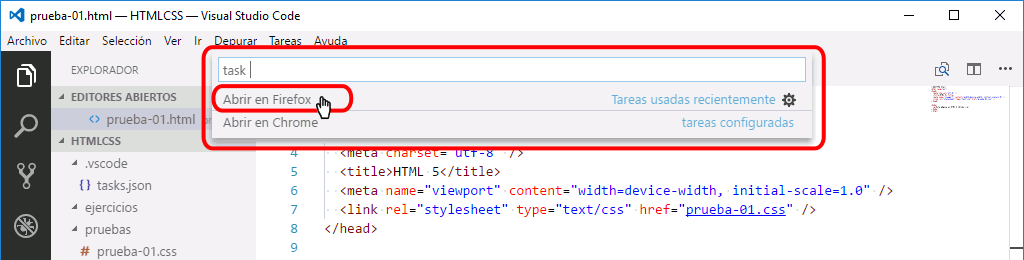 prueba-01.html — HTMLCSS — Visual Studio Code
Archivo Editar Selección Ver Ir Depurar Tareas Ayuda
EXPLORADOR
task
EDITORES ABIERTOS
Abrir en Firefox Tareas usadas recientemente
prueba-01.html
Abrir en Chrome tareas configuradas
HTMLCSS
4 <meta charset="utf-8" />
.vscode
5 <title>HTML 5</title>
tasks.json
6 <meta name="viewport" content="width=device-width, initial-scale=1.0" />
ejercicios
7 <link rel="stylesheet" type="text/css" href="prueba-01.css" />
pruebas
8 </head>
# prueba-01.css
9